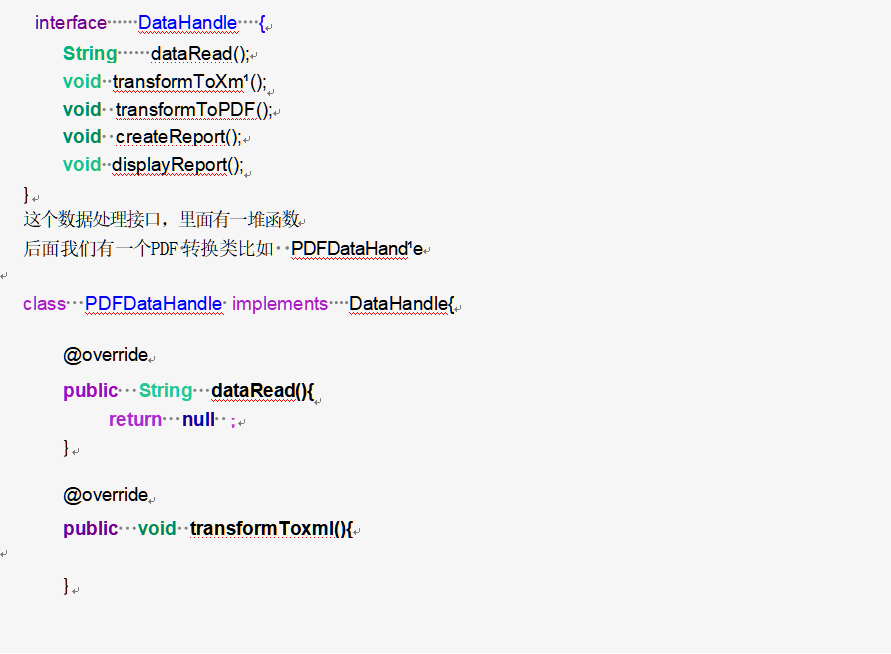 interface DataHandle {
String dataRead();
void transformToXm¹();
void transformToPDF();
void createReport();
void displayReport();
}
这个数据处理接口，里面有一堆函数
后面我们有一个PDF 转换类比如 PDFDataHand¹e
class PDFDataHandle implements DataHandle{
@override
public String dataRead(){
return null ;
}
@override
public void transformToxml(){
}